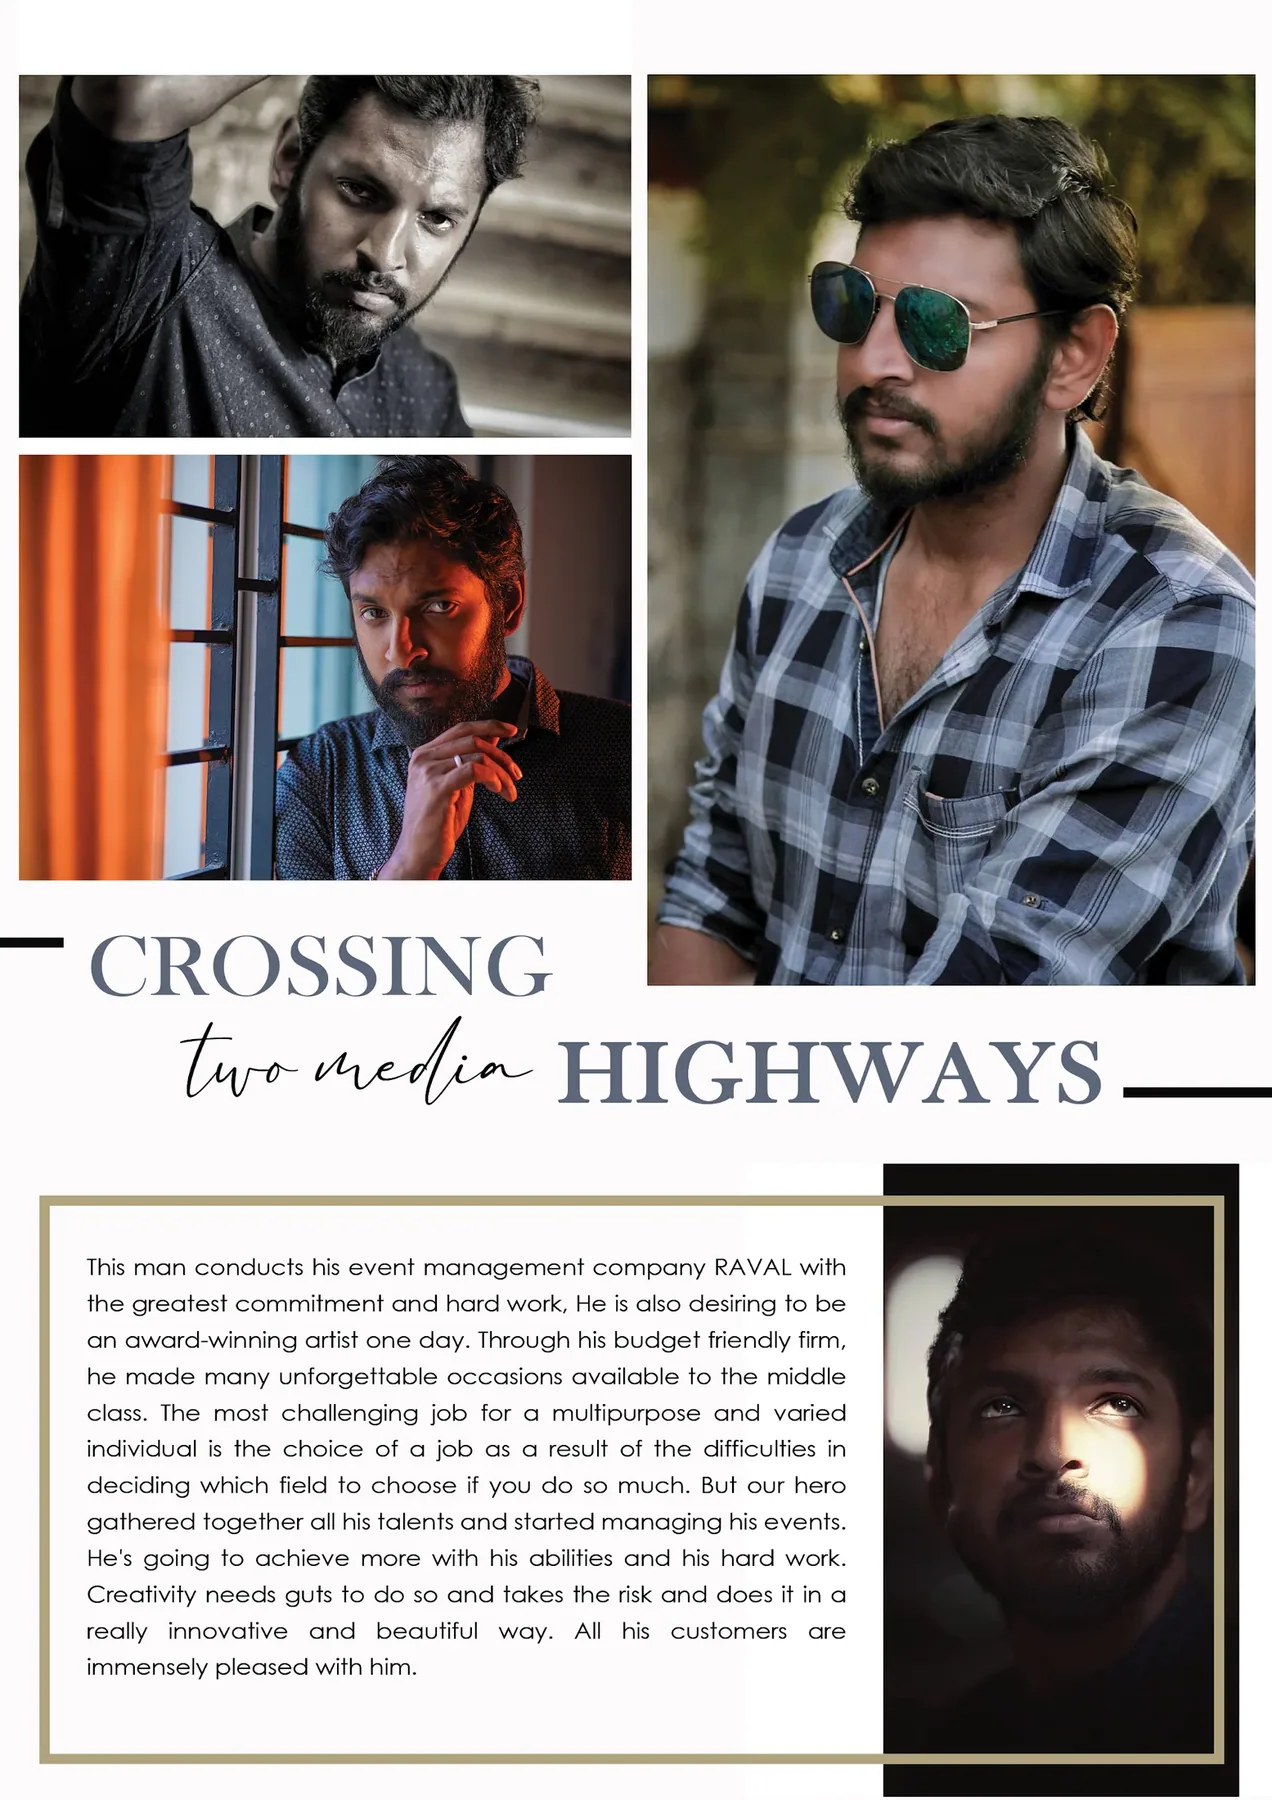 CROSSING
two media HIGHWAYS
This man conducts his event management company RAVAL with
the greatest commitment and hard work, He is also desiring to be
an award-winning artist one day. Through his budget friendly firm,
he made many unforgettable occasions available to the middle
class. The most challenging job for a multipurpose and varied
individual is the choice of a job as a result of the difficulties in
deciding which field to choose if you do so much. But our hero
gathered together all his talents and started managing his events.
He's going to achieve more with his abilities and his hard work.
Creativity needs guts to do so and takes the risk and does it in a
really innovative and beautiful way. All his customers are
immensely pleased with him.